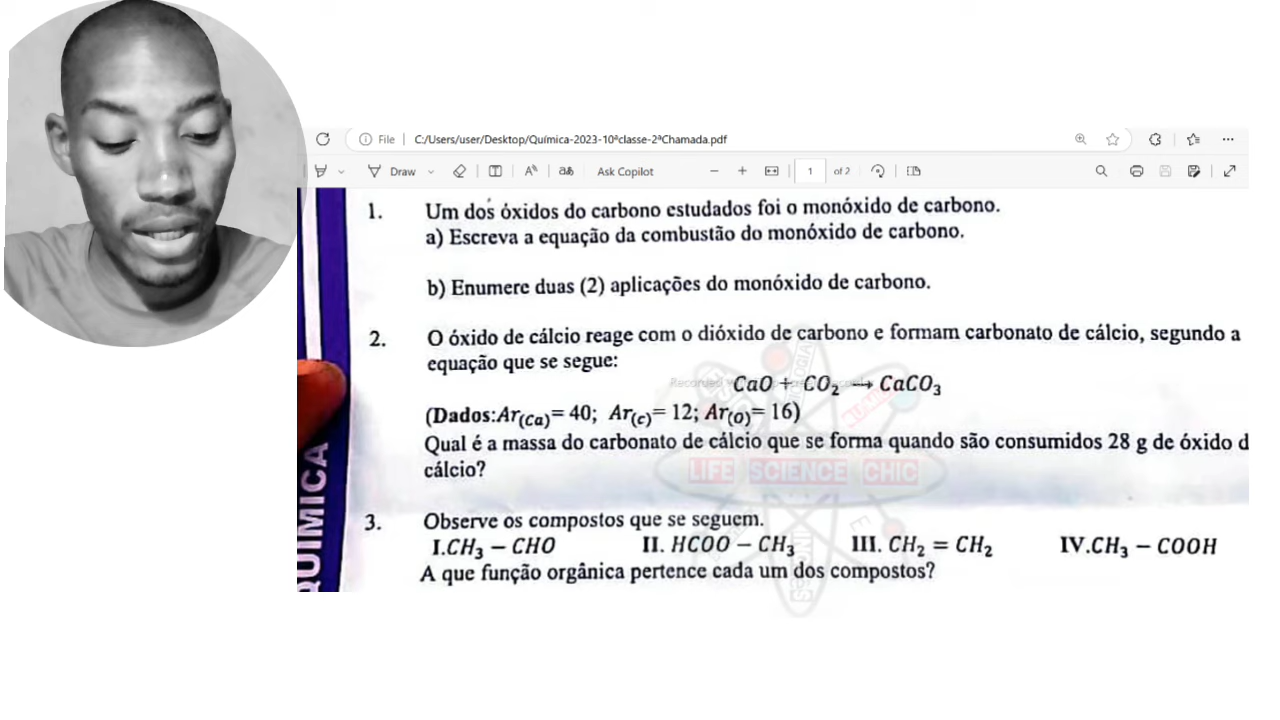 File | C:/Users/user/Desktop/Química-2023-10ªclasse-2ªChamada.pdf
Draw
Ask Copilot
1 of 2
1. Um dos óxidos do carbono estudados foi o monóxido de carbono.
a) Escreva a equação da combustão do monóxido de carbono.
b) Enumere duas (2) aplicações do monóxido de carbono.
2. O óxido de cálcio reage com o dióxido de carbono e formam carbonato de cálcio, segundo a
equação que se segue:
CaO + CO₂ → CaCO₃
(Dados:Ar(Ca)= 40; Ar(c)= 12; Ar(O)= 16)
Qual é a massa do carbonato de cálcio que se forma quando são consumidos 28 g de óxido d
cálcio?
LIFE SCIENCE CHIC
3. Observe os compostos que se seguem.
I.CH₃ − CHO II. HCOO − CH₃ III. CH₂ = CH₂ IV.CH₃ − COOH
A que função orgânica pertence cada um dos compostos?
QUÍMICA